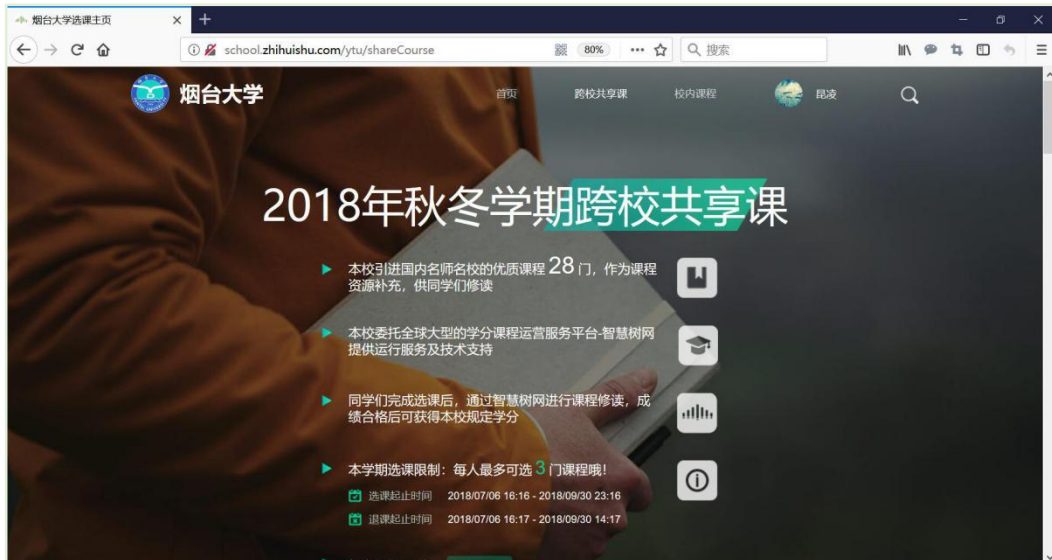 烟台大学选课主页
school.zhihuishu.com/ytu/shareCourse
80%
搜索
烟台大学
首页
跨校共享课
校内课程
昆凌
2018年秋冬学期跨校共享课
本校引进国内名师名校的优质课程 28 门，作为课程
资源补充，供同学们修读
本校委托全球大型的学分课程运营服务平台-智慧树网
提供运行服务及技术支持
同学们完成选课后，通过智慧树网进行课程修读，成
绩合格后可获得本校规定学分
本学期选课限制：每人最多可选 3 门课程哦！
选课起止时间 2018/07/06 16:16 - 2018/09/30 23:16
退课起止时间 2018/07/06 16:17 - 2018/09/30 14:17